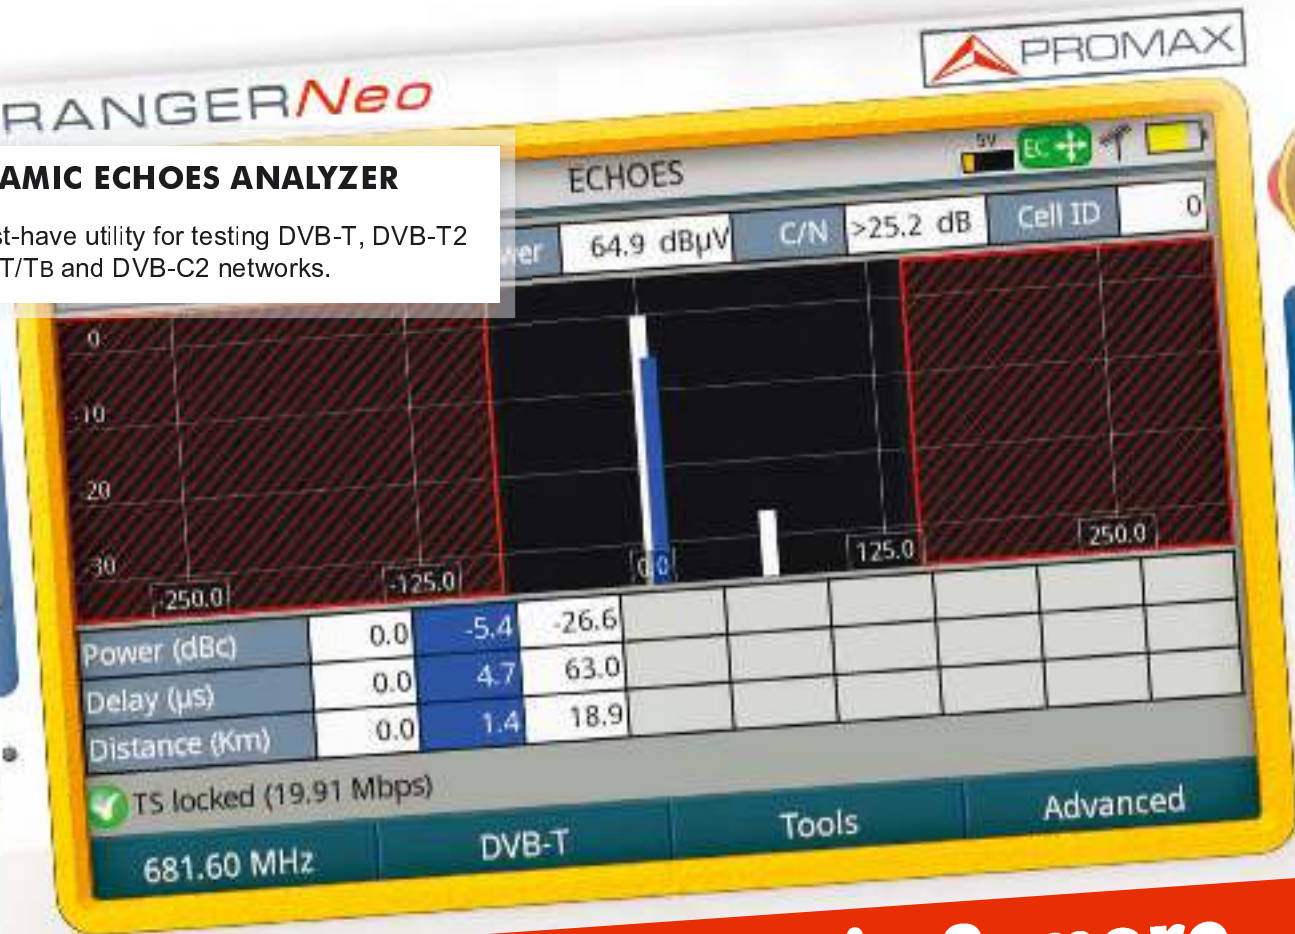 RANGERNeo
PROMAX
AMIC ECHOES ANALYZER
st-have utility for testing DVB-T, DVB-T2
T/TB and DVB-C2 networks.
ECHOES
5V
EC
wer 64.9 dBµV C/N >25.2 dB Cell ID 0
0
-10
20
30
-250.0 -125.0 0.0 125.0 250.0
Power (dBc) 0.0 -5.4 -26.6
Delay (µs) 0.0 4.7 63.0
Distance (Km) 0.0 1.4 18.9
TS locked (19.91 Mbps)
681.60 MHz DVB-T Tools Advanced